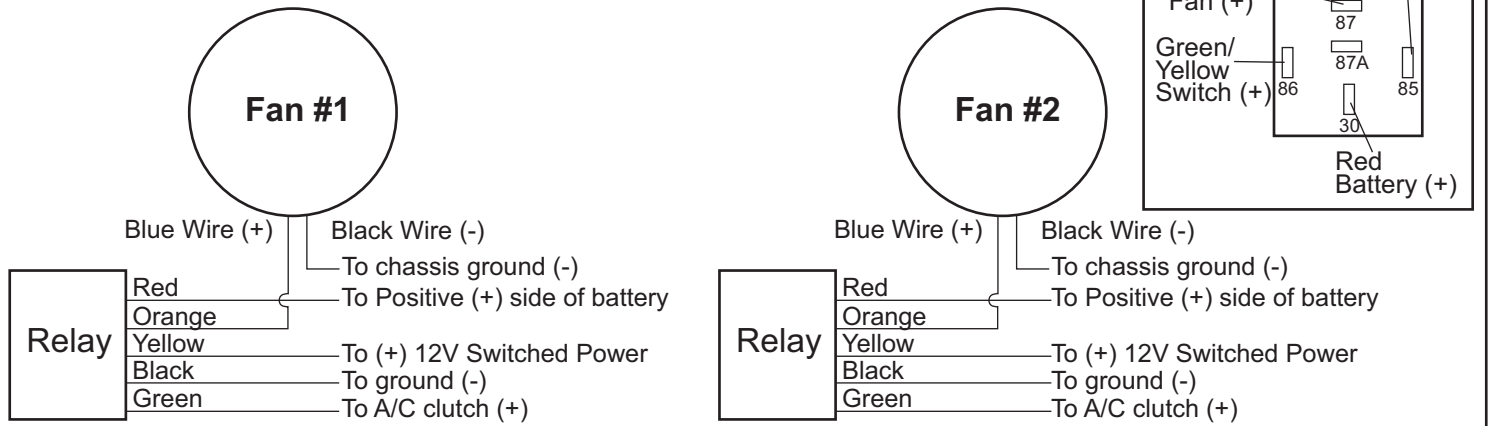 Fan #1
Blue Wire (+)
Black Wire (-)
To chassis ground (-)
Relay
Red
To Positive (+) side of battery
Orange
Yellow
To (+) 12V Switched Power
Black
To ground (-)
Green
To A/C clutch (+)
Fan #2
Blue Wire (+)
Black Wire (-)
To chassis ground (-)
Relay
Red
To Positive (+) side of battery
Orange
Yellow
To (+) 12V Switched Power
Black
To ground (-)
Green
To A/C clutch (+)
Fan (+)
87
Green/
Yellow
Switch (+)
87A
86
85
30
Red
Battery (+)